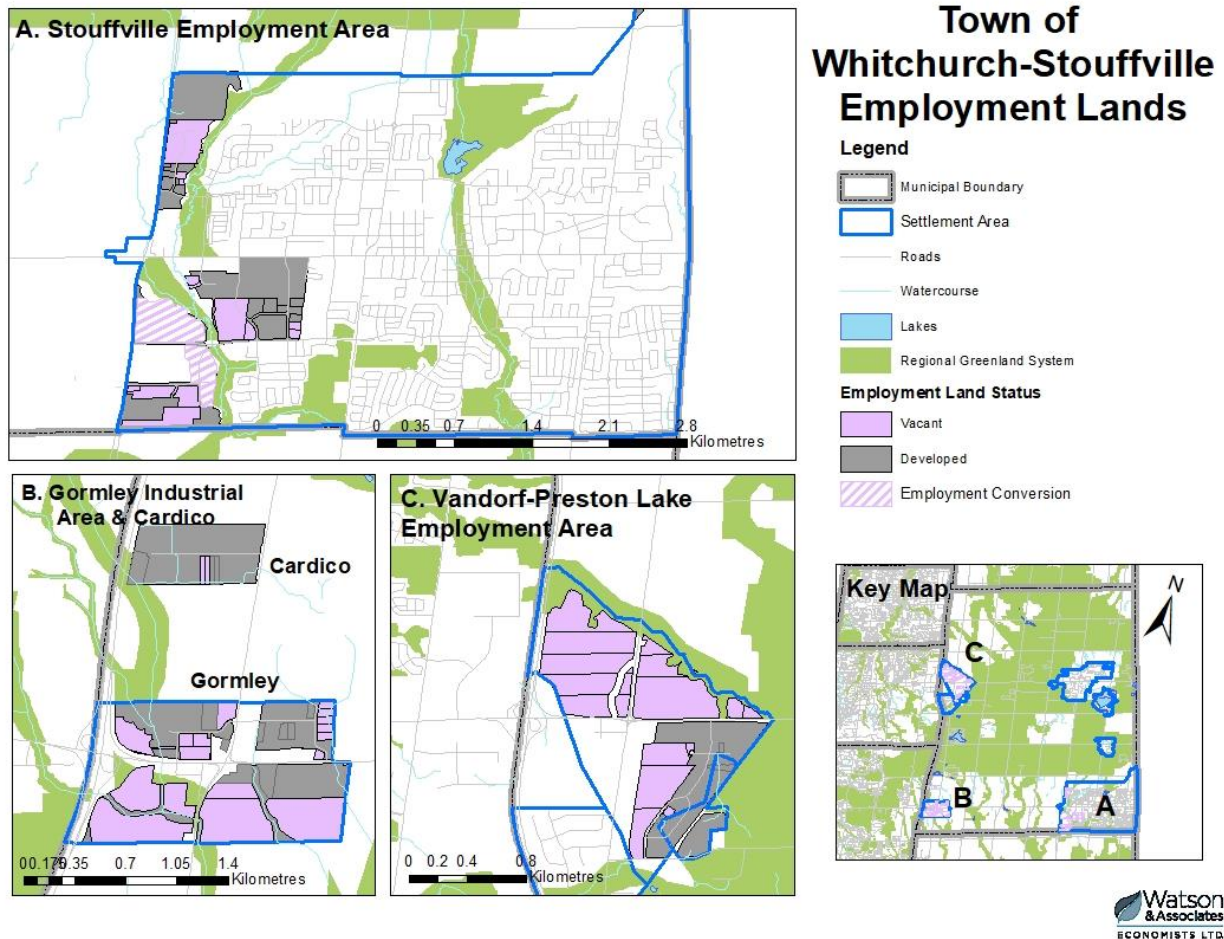 A. Stouffville Employment Area
0 0.35 0.7 1.4 2.1 2.8
Kilometres
Town of
Whitchurch-Stouffville
Employment Lands
Legend
Municipal Boundary
Settlement Area
Roads
Watercourse
Lakes
Regional Greenland System
Employment Land Status
Vacant
Developed
Employment Conversion
B. Gormley Industrial
Area & Cardico
Cardico
Gormley
0 0.175 0.35 0.7 1.05 1.4
Kilometres
C. Vandorf-Preston Lake
Employment Area
0 0.2 0.4 0.8
Kilometres
Key Map
N
C
B
A
Watson
& Associates
ECONOMISTS LTD.